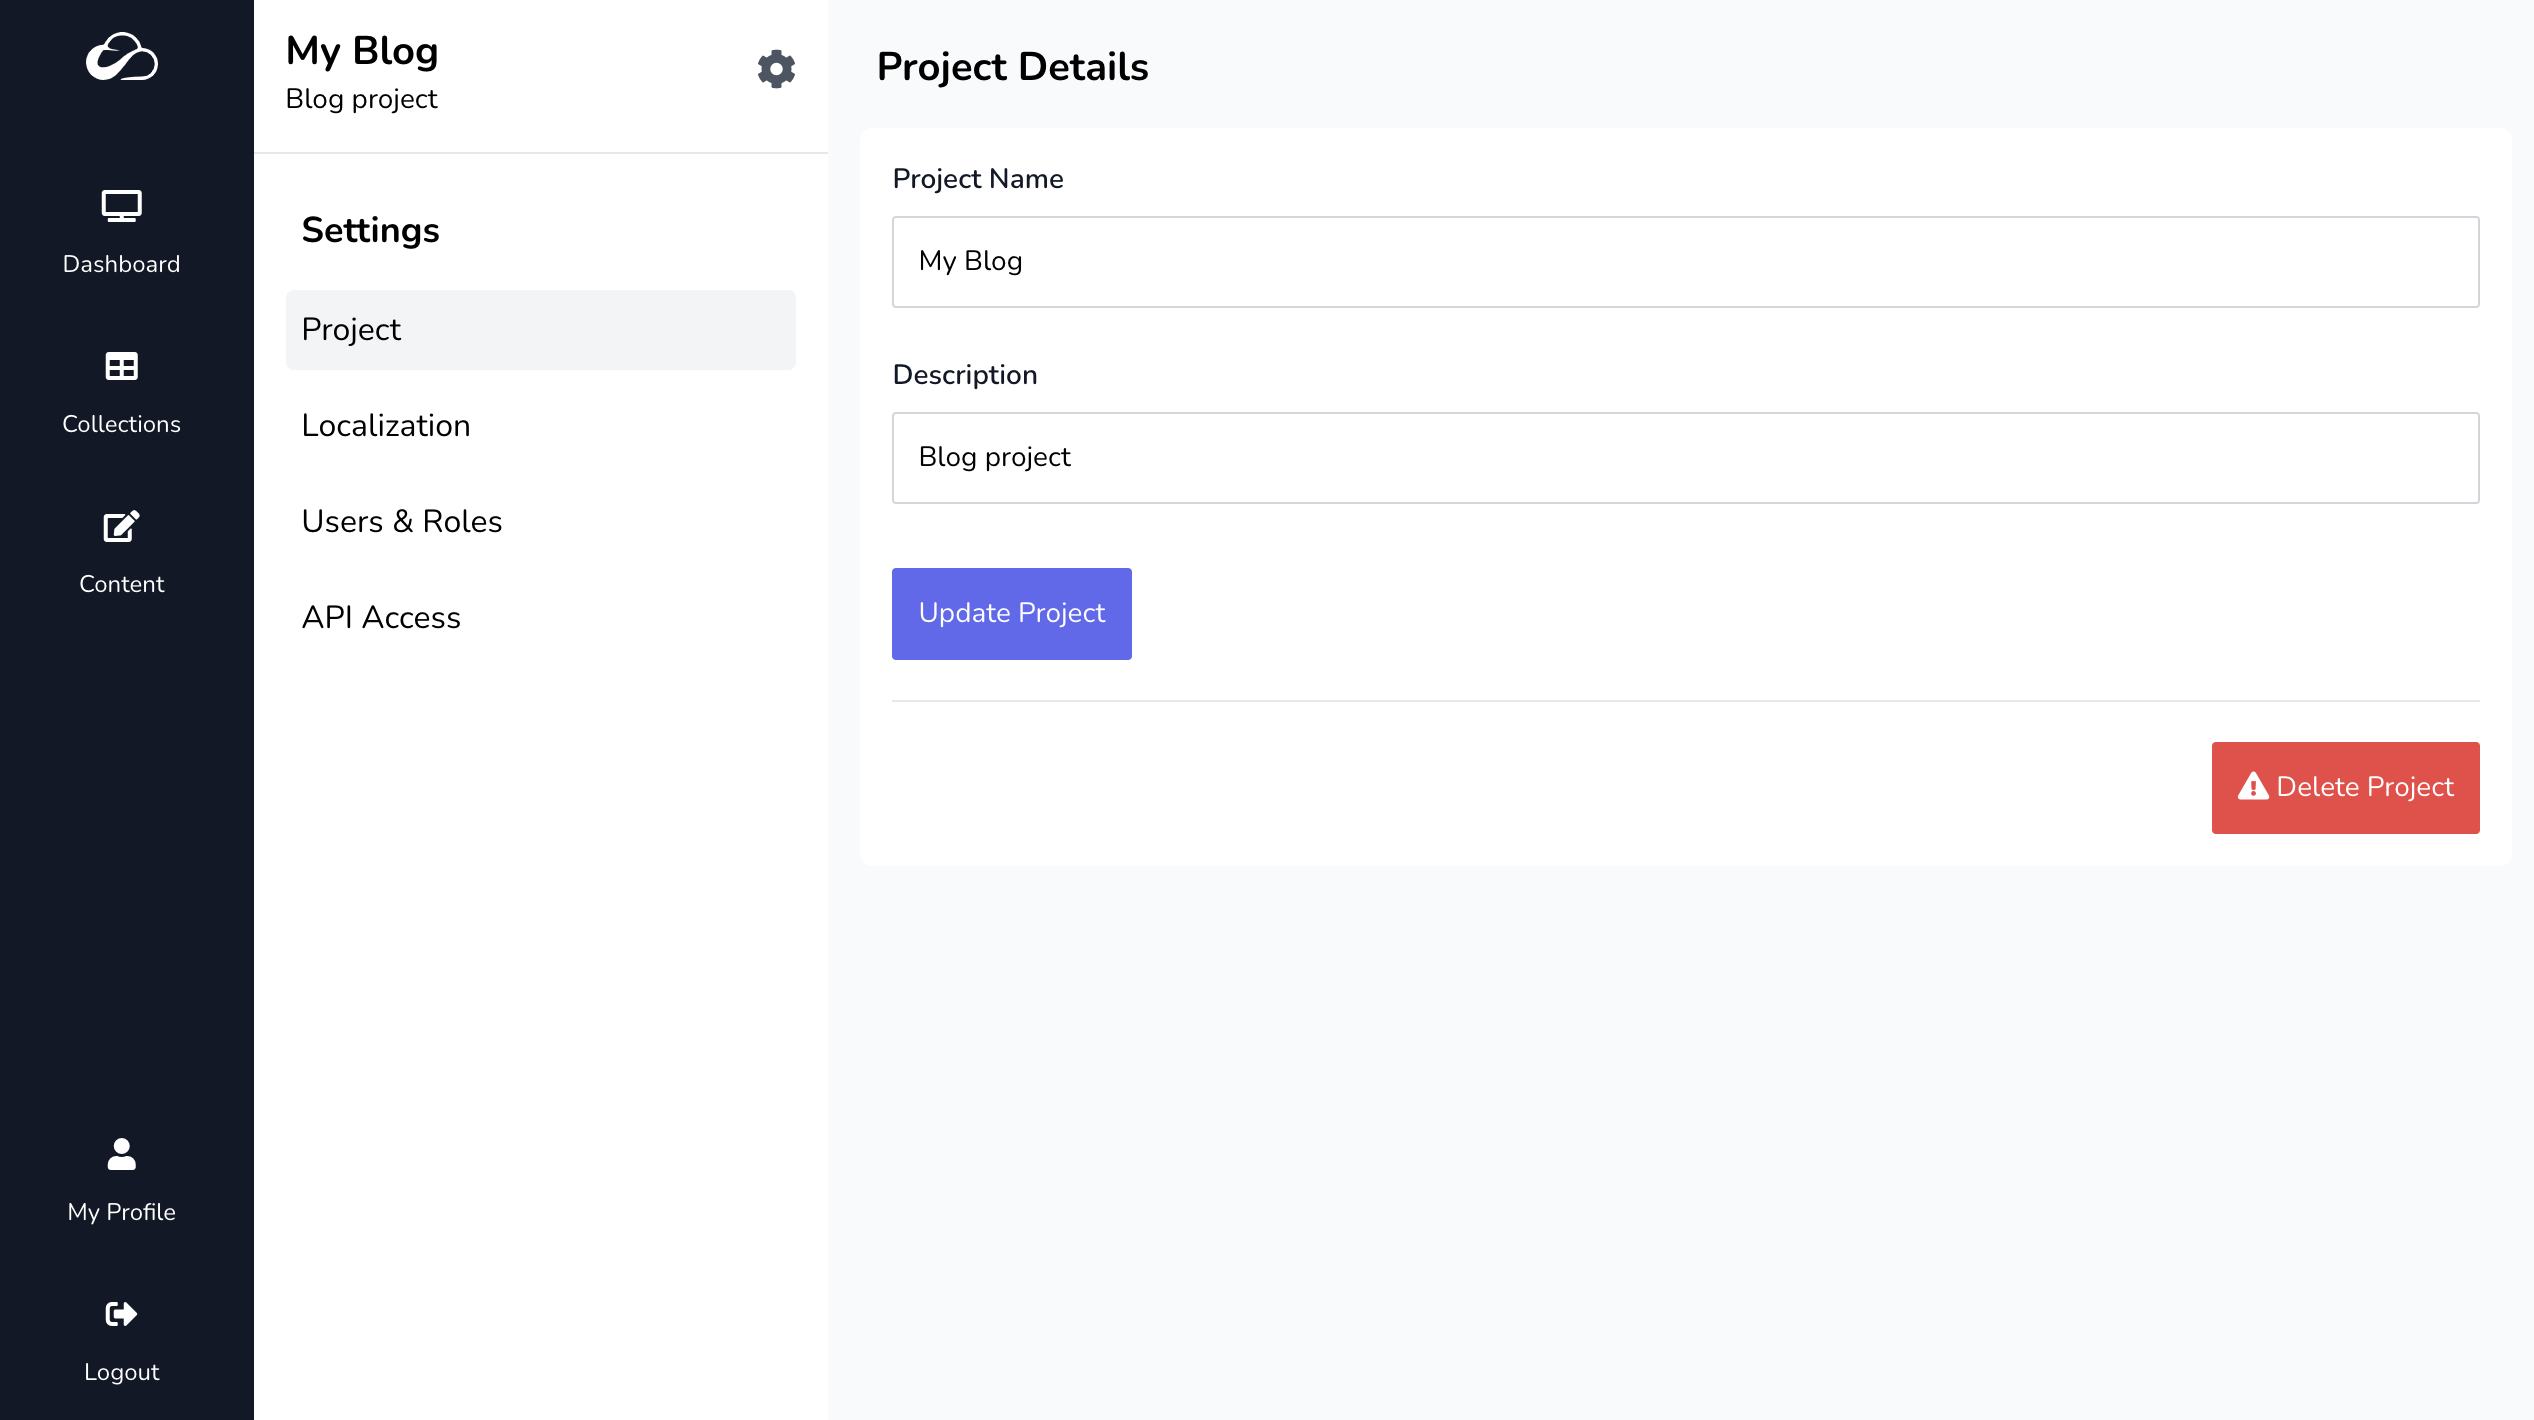 Dashboard
Collections
Content
My Profile
Logout
My Blog
Blog project
Settings
Project
Localization
Users & Roles
API Access
Project Details
Project Name
My Blog
Description
Blog project
Update Project
Delete Project